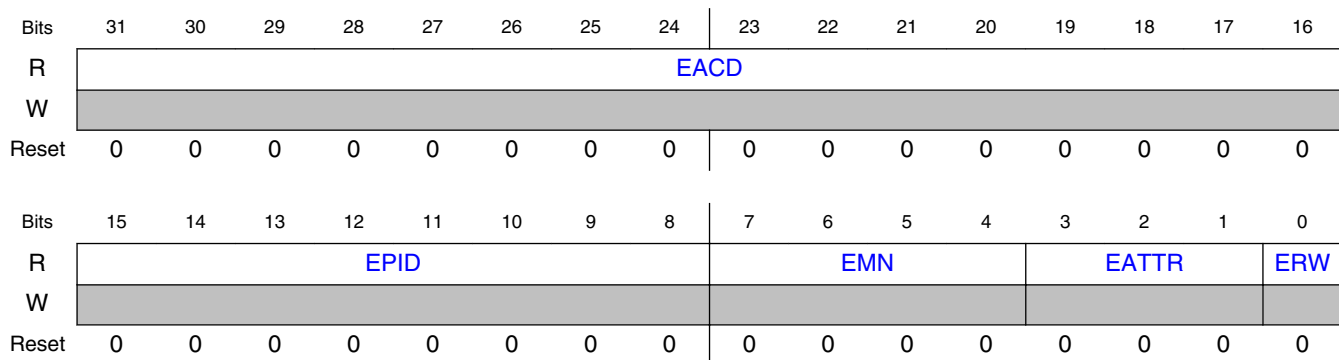 Bits 31 30 29 28 27 26 25 24 23 22 21 20 19 18 17 16
R EACD
W
Reset 0 0 0 0 0 0 0 0 0 0 0 0 0 0 0 0
Bits 15 14 13 12 11 10 9 8 7 6 5 4 3 2 1 0
R EPID EMN EATTR ERW
W
Reset 0 0 0 0 0 0 0 0 0 0 0 0 0 0 0 0